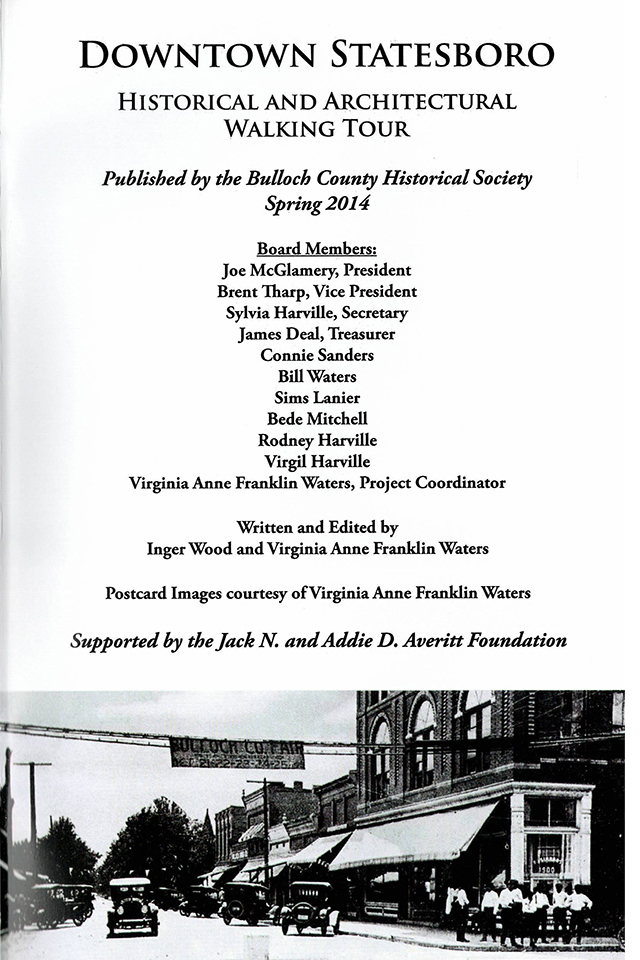 DOWNTOWN STATESBORO
HISTORICAL AND ARCHITECTURAL
WALKING TOUR
Published by the Bulloch County Historical Society
Spring 2014
Board Members:
Joe McGlamery, President
Brent Tharp, Vice President
Sylvia Harville, Secretary
James Deal, Treasurer
Connie Sanders
Bill Waters
Sims Lanier
Bede Mitchell
Rodney Harville
Virgil Harville
Virginia Anne Franklin Waters, Project Coordinator
Written and Edited by
Inger Wood and Virginia Anne Franklin Waters
Postcard Images courtesy of Virginia Anne Franklin Waters
Supported by the Jack N. and Addie D. Averitt Foundation
BULLOCH CO. FAIR